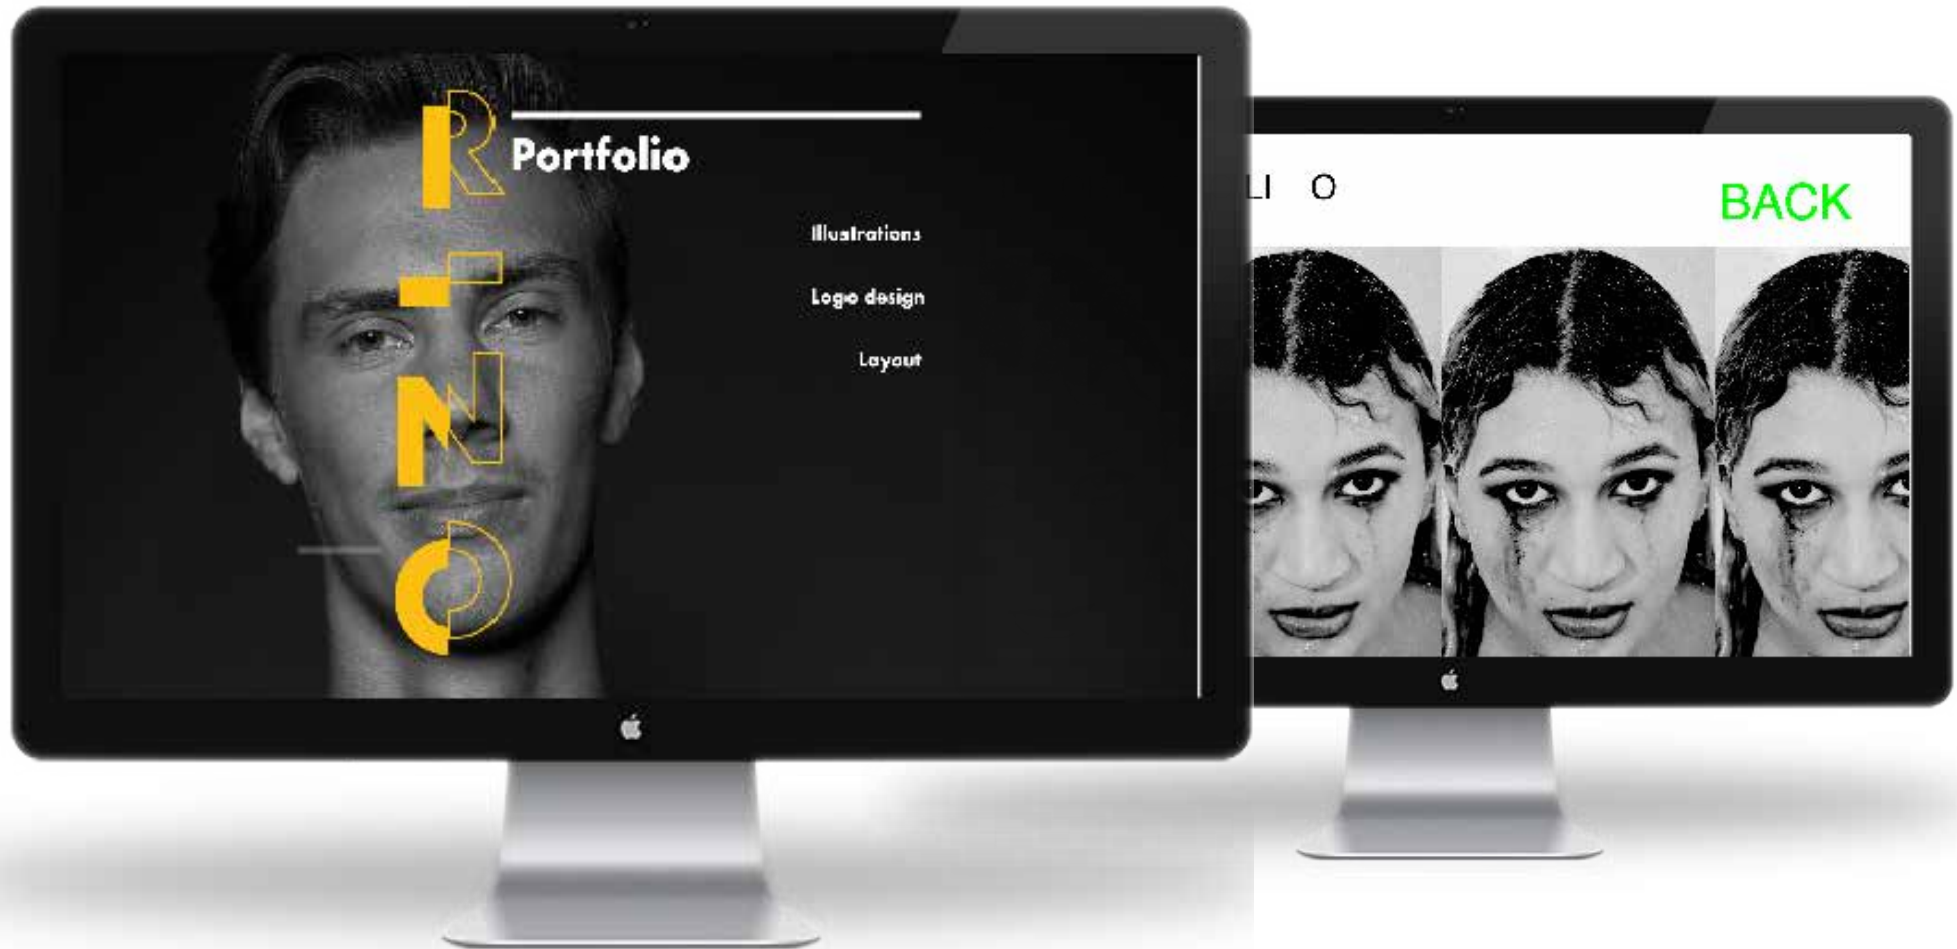 RINO
Portfolio
Illustrations
Logo design
Layout
LI O
BACK